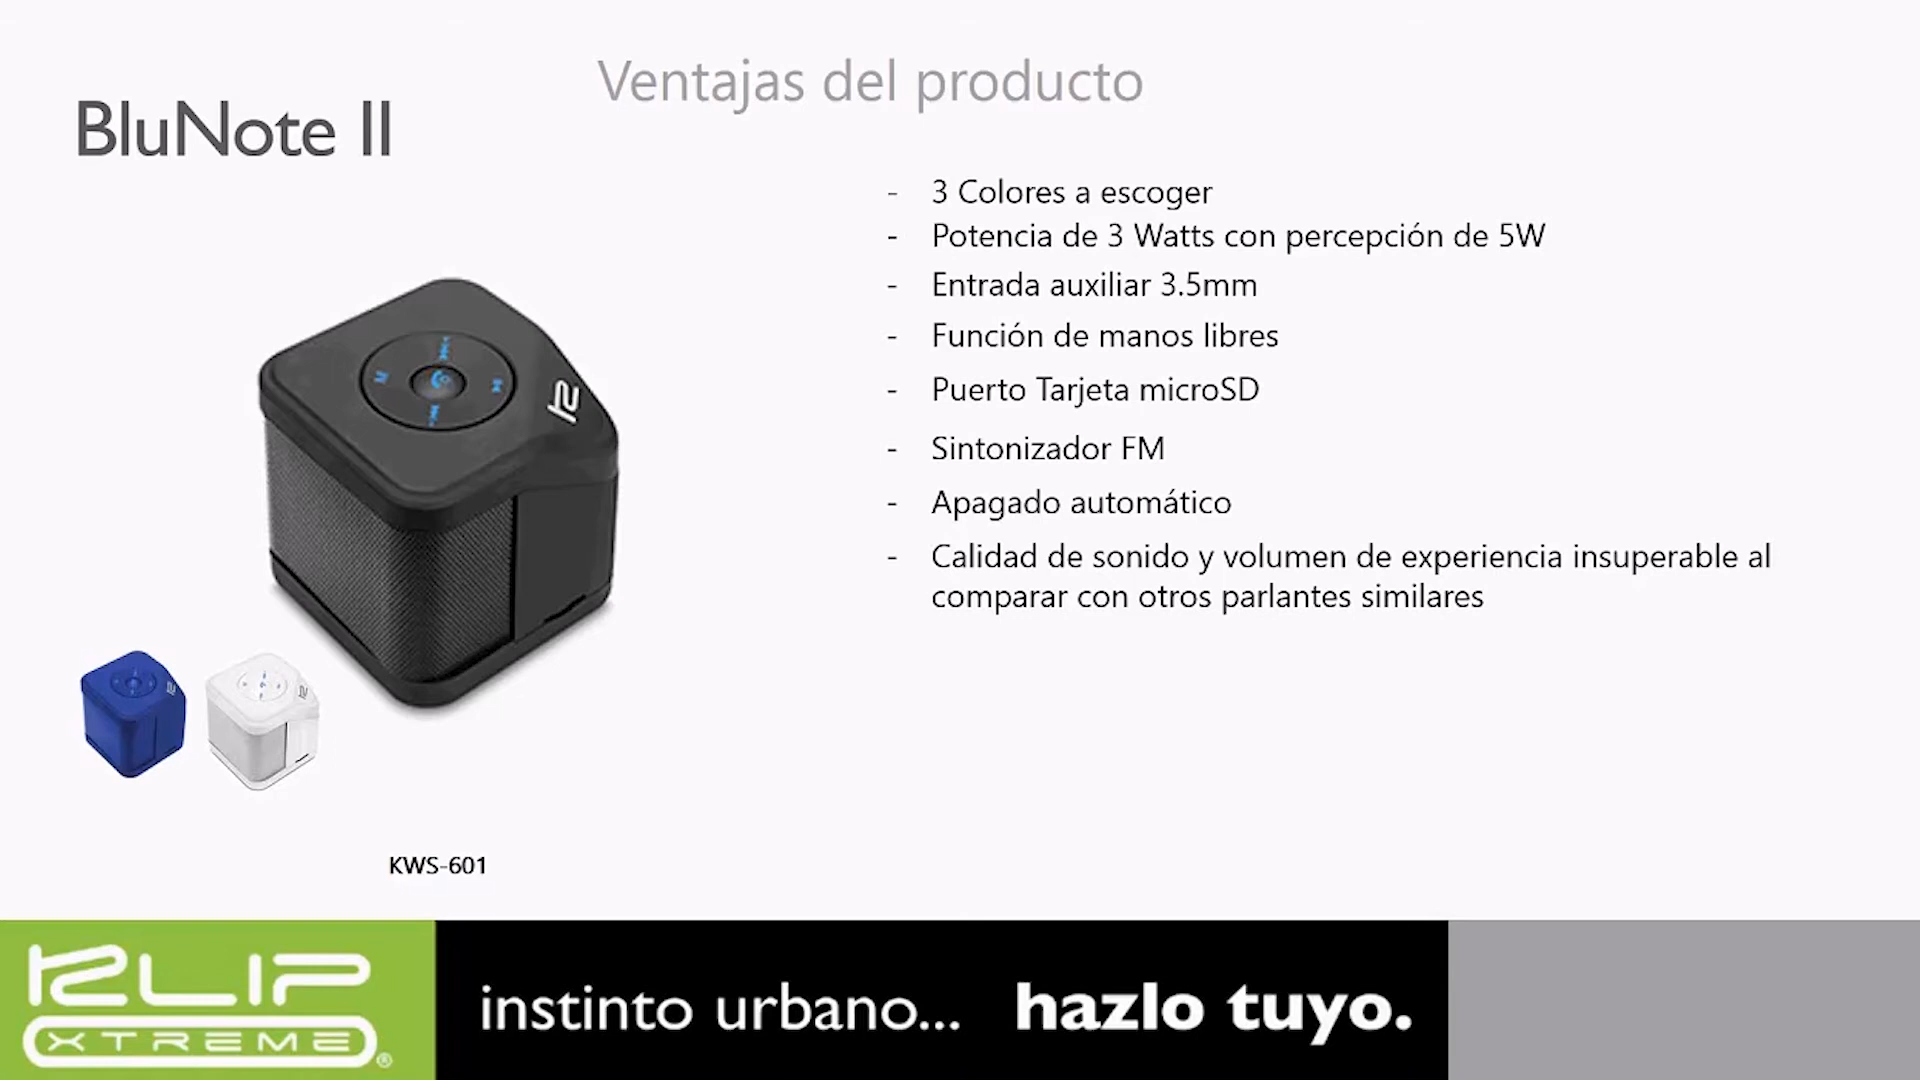 Ventajas del producto
BluNote II
- 3 Colores a escoger
- Potencia de 3 Watts con percepción de 5W
- Entrada auxiliar 3.5mm
- Función de manos libres
- Puerto Tarjeta microSD
- Sintonizador FM
- Apagado automático
- Calidad de sonido y volumen de experiencia insuperable al
comparar con otros parlantes similares
KWS-601
KLIP
XTREME®
instinto urbano... hazlo tuyo.